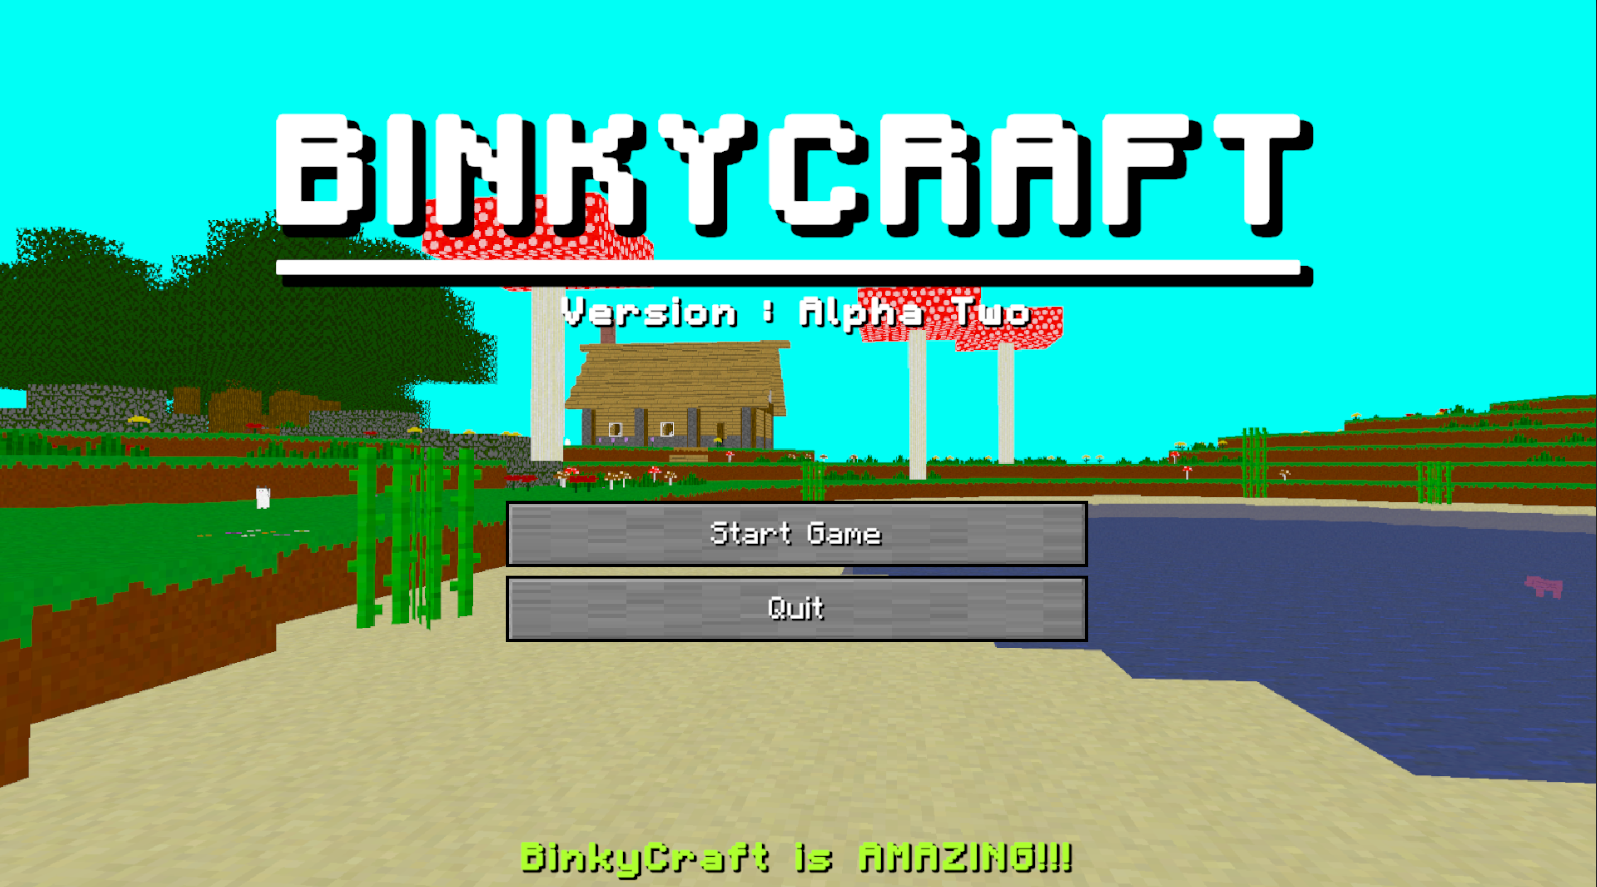 BINKYCRAFT
Version : Alpha Two
Start Game
Quit
BinkyCraft is AMAZING!!!